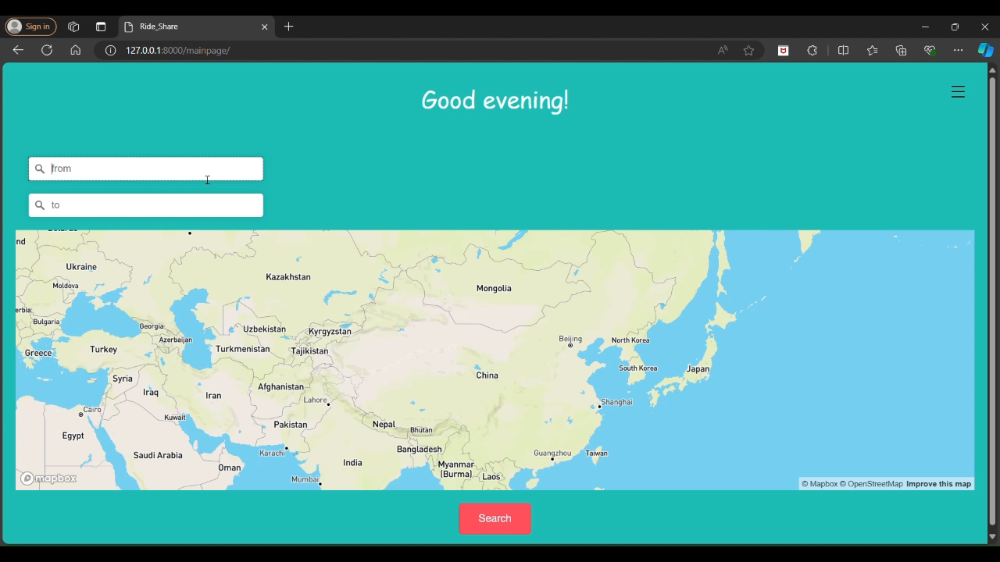 Sign in
Ride_Share
127.0.0.1:8000/mainpage/
Good evening!
from
to
nd
Ukraine
Kazakhstan
Moldova
Mongolia
erbia
Bulgaria
Georgia
Uzbekistan
Kyrgyzstan
Azerbaijan
Beijing
North Korea
Greece
Turkey
Turkmenistan
Tajikistan
South Korea
Japan
Syria
China
Iraq
Iran
Afghanistan
Lahore
Shanghai
Cairo
Kuwait
Pakistan
Nepal
Bhutan
Egypt
Saudi Arabia
Karachi
Bangladesh
Guangzhou
Taiwan
Oman
India
Myanmar
(Burma)
Laos
Mumbai
mapbox
© Mapbox © OpenStreetMap Improve this map
Search